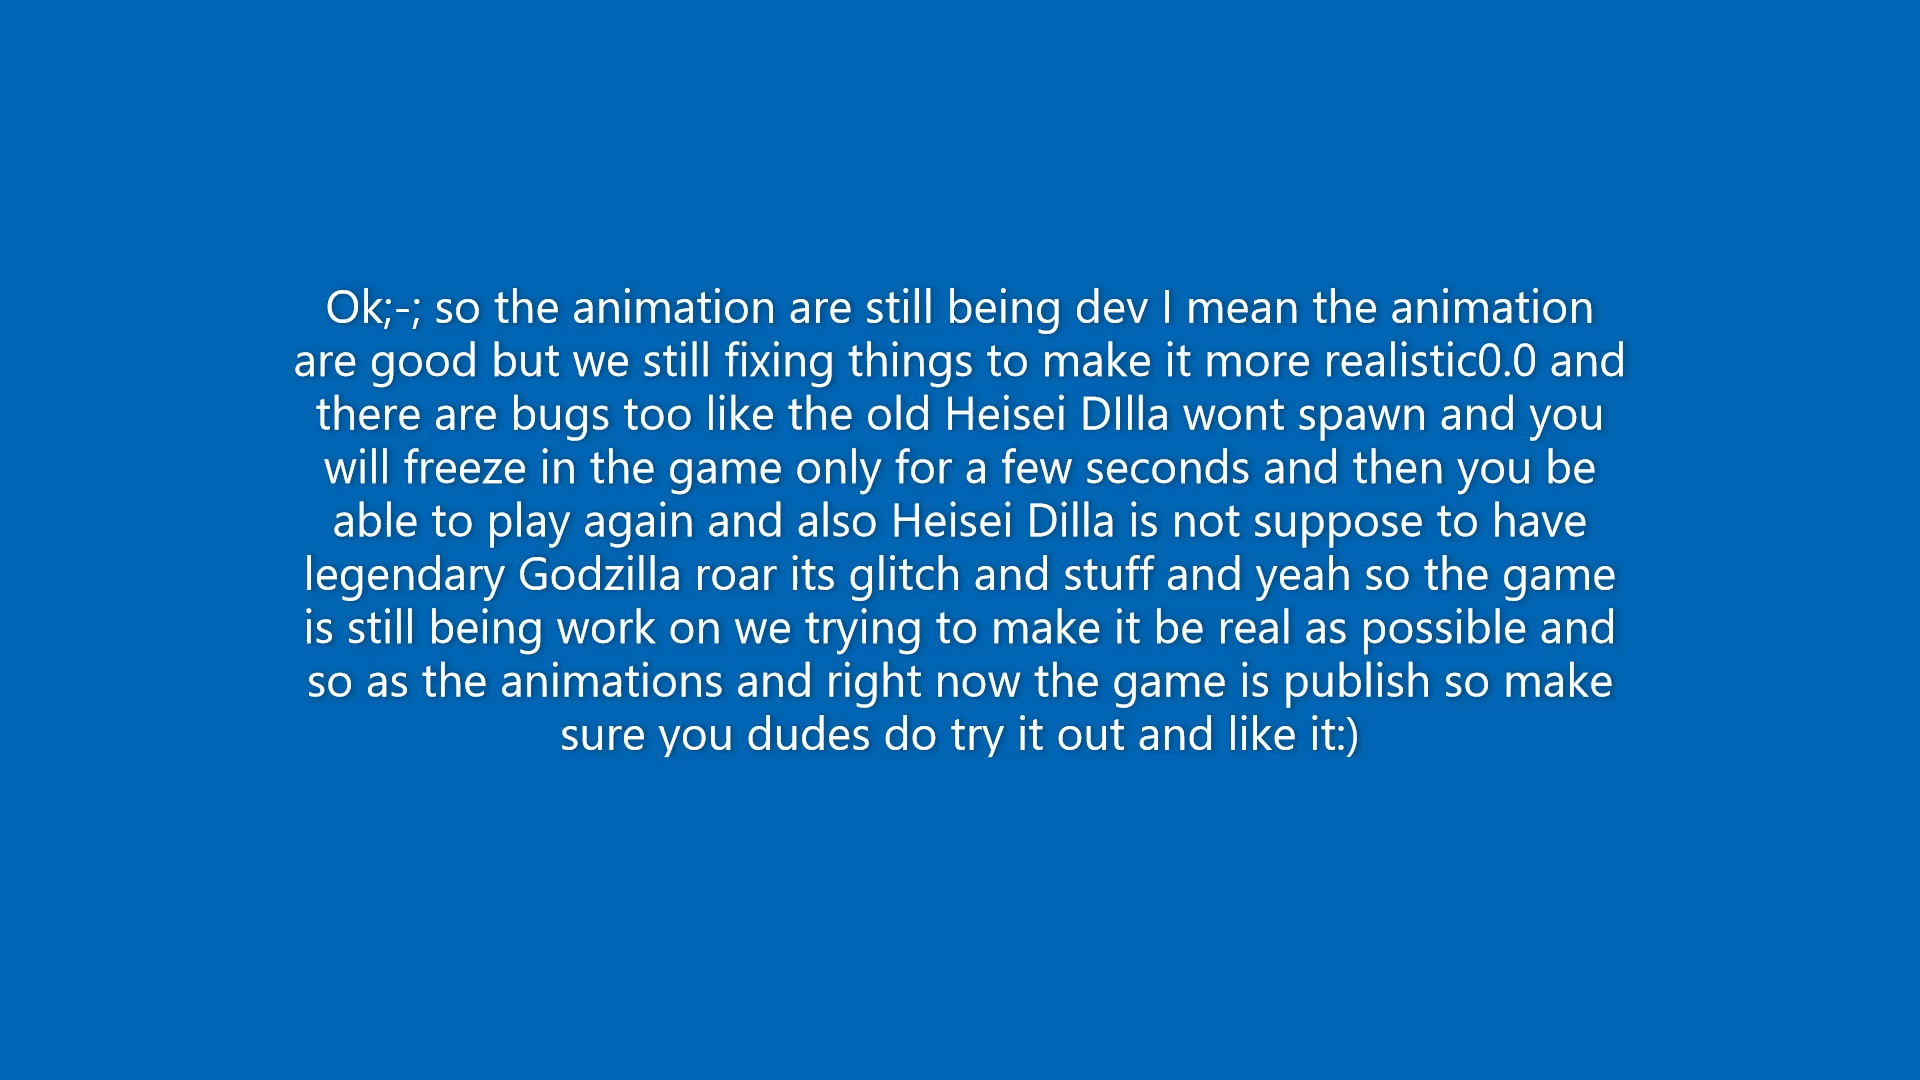 Ok;-; so the animation are still being dev I mean the animation
are good but we still fixing things to make it more realistic0.0 and
there are bugs too like the old Heisei DIlla wont spawn and you
will freeze in the game only for a few seconds and then you be
able to play again and also Heisei Dilla is not suppose to have
legendary Godzilla roar its glitch and stuff and yeah so the game
is still being work on we trying to make it be real as possible and
so as the animations and right now the game is publish so make
sure you dudes do try it out and like it:)